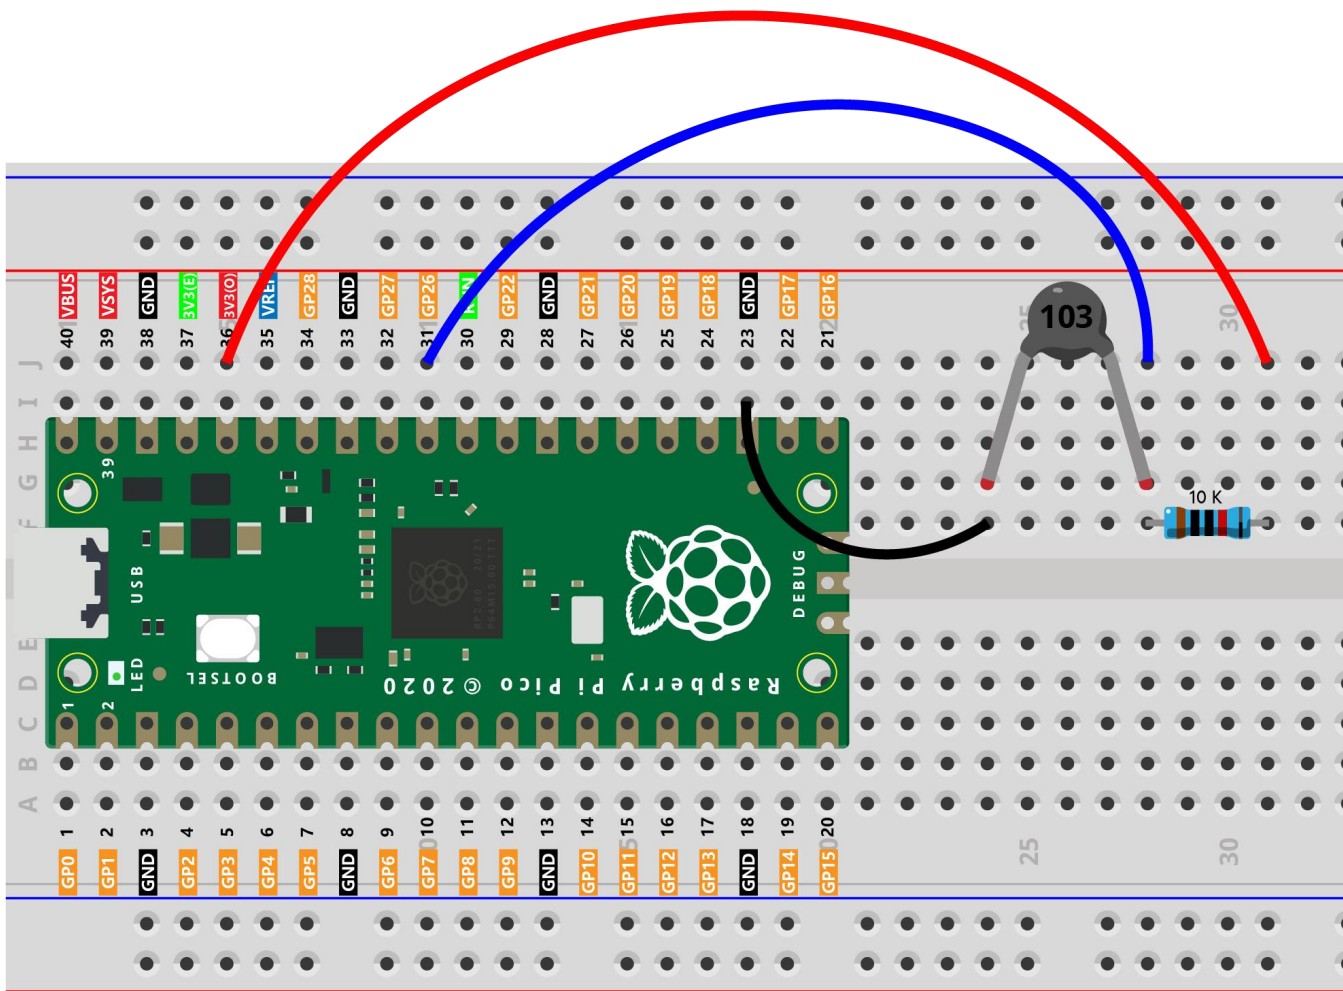 VBUS VSYS GND 3V3(E) 3V3(O) GP28 GND GP27 GP26 GP22 GND GP21 GP20 GP19 GP18 GND GP17 GP16
40 39 38 37 36 35 34 33 32 31 30 29 28 27 26 25 24 23 22 21
103
25 30
J
I
H
G
F
39
10 K
USB
DEBUG
E
D
C
B
A
LED
BOOTSEL
Raspberry Pi Pico © 2020
1 2
1 2 3 4 5 6 7 8 9 10 11 12 13 14 15 16 17 18 19 20
25 30
GP0 GP1 GND GP2 GP3 GP4 GP5 GND GP6 GP7 GP8 GP9 GND GP10 GP11 GP12 GP13 GND GP14 GP15